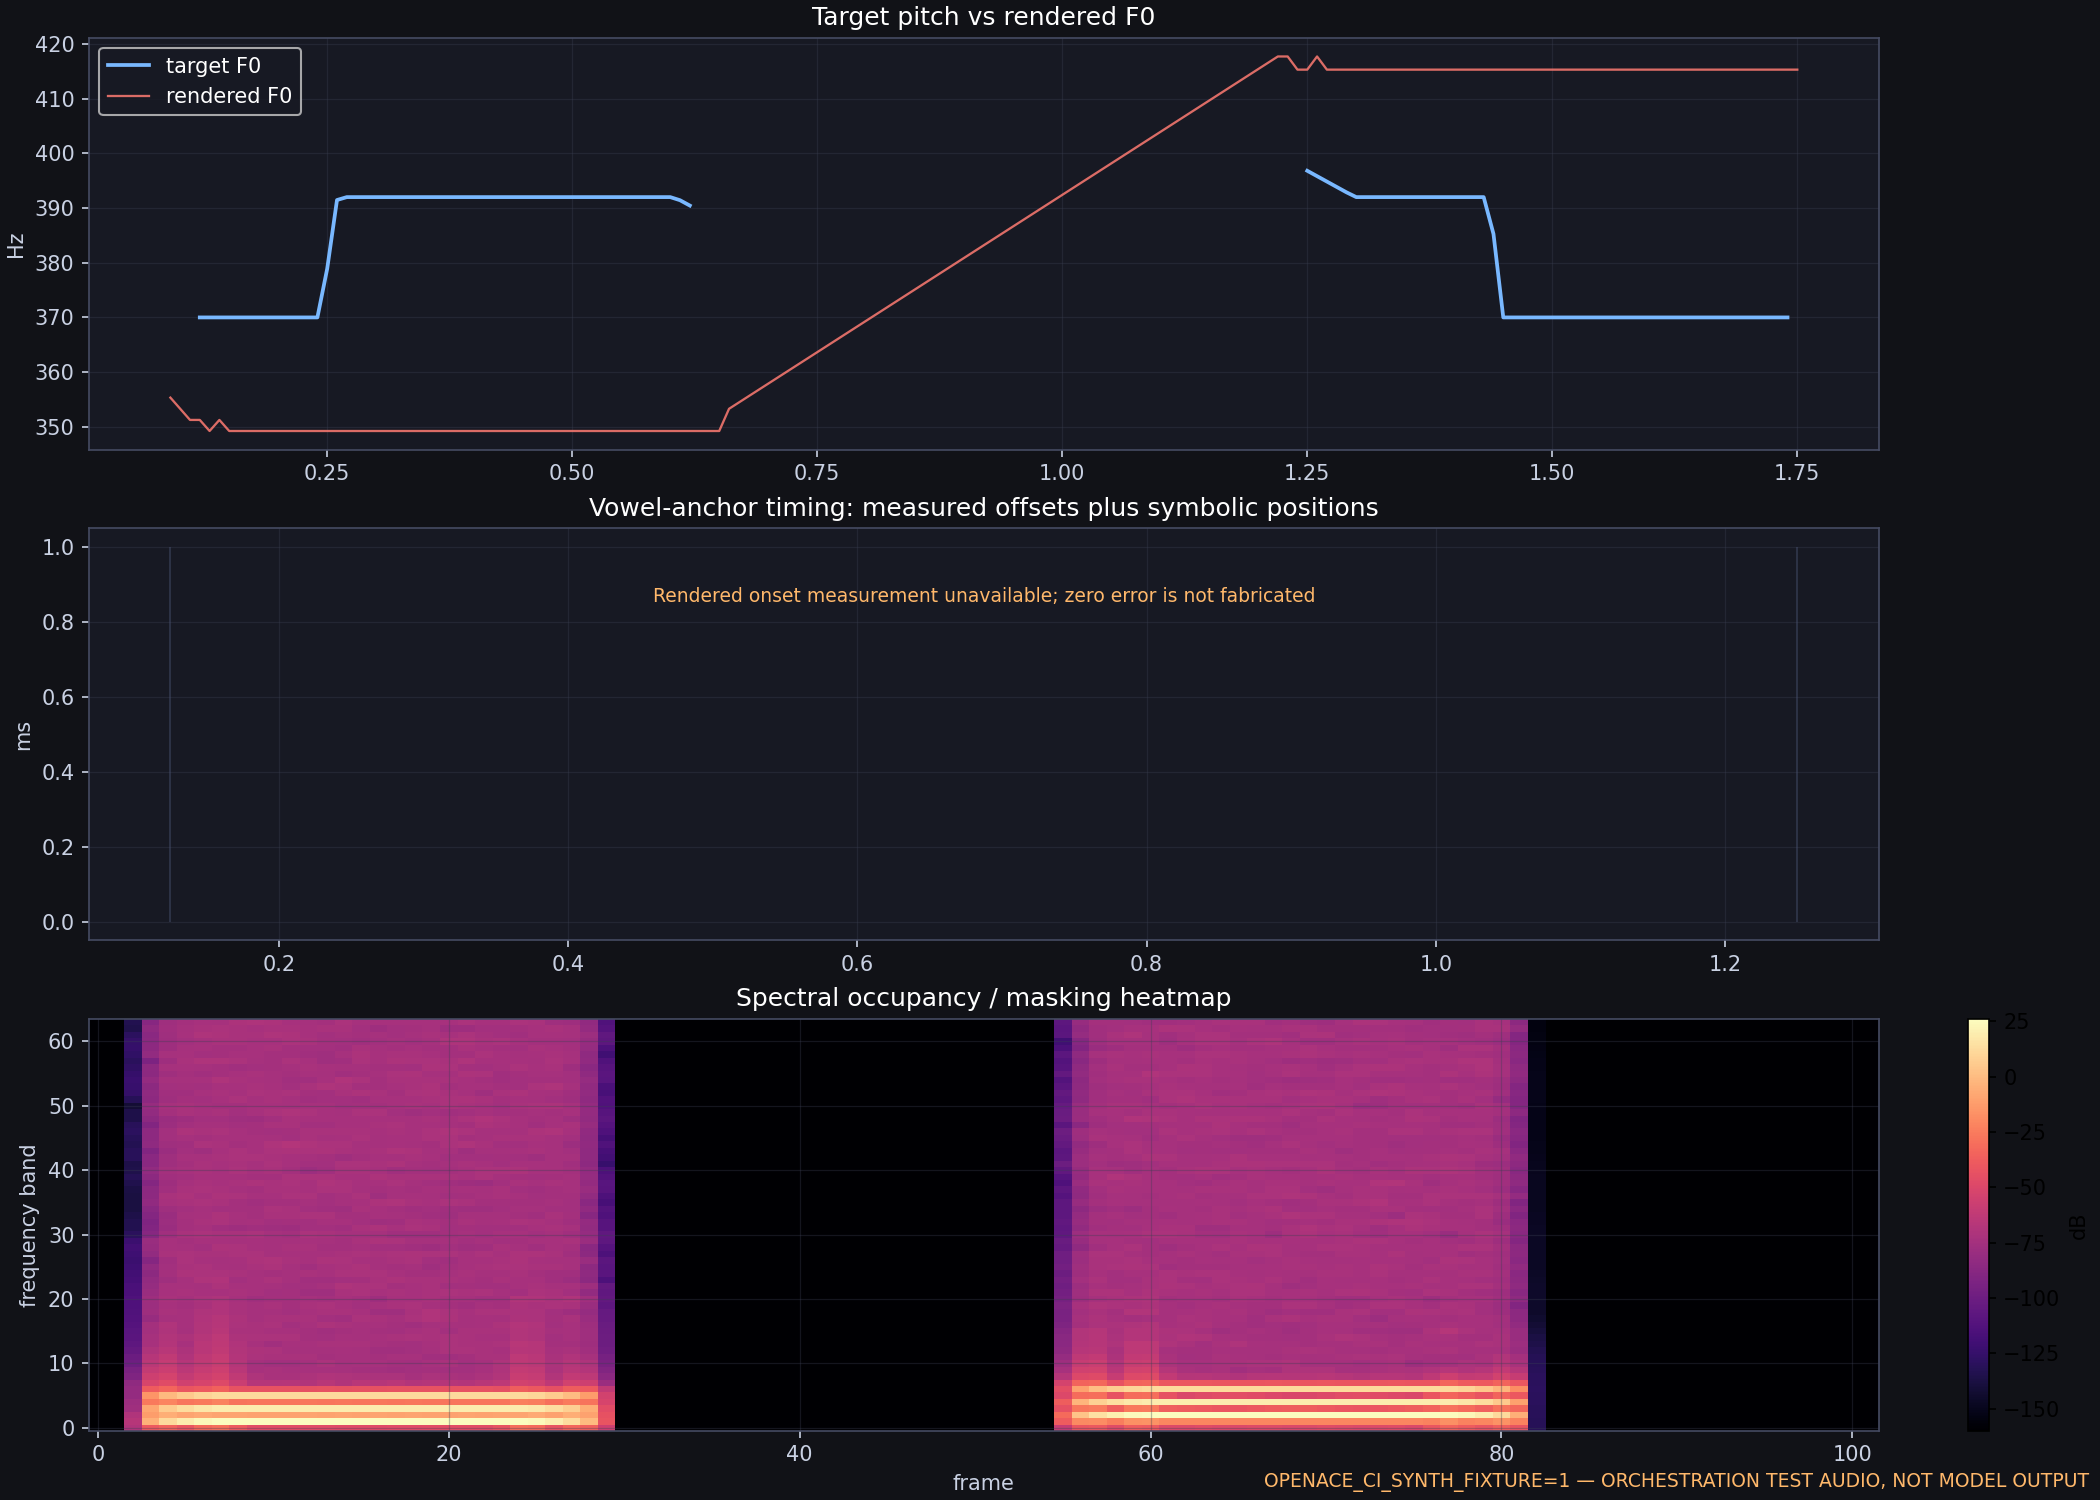 Target pitch vs rendered F0
420
410
400
390
380
370
360
350
Hz
target F0
rendered F0
0.25 0.50 0.75 1.00 1.25 1.50 1.75
Vowel-anchor timing: measured offsets plus symbolic positions
1.0
0.8
0.6
0.4
0.2
0.0
ms
Rendered onset measurement unavailable; zero error is not fabricated
0.2 0.4 0.6 0.8 1.0 1.2
Spectral occupancy / masking heatmap
60
50
40
30
20
10
0
frequency band
0 20 40 60 80 100
frame
25
0
−25
−50
−75
−100
−125
−150
dB
OPENACE_CI_SYNTH_FIXTURE=1 — ORCHESTRATION TEST AUDIO, NOT MODEL OUTPUT